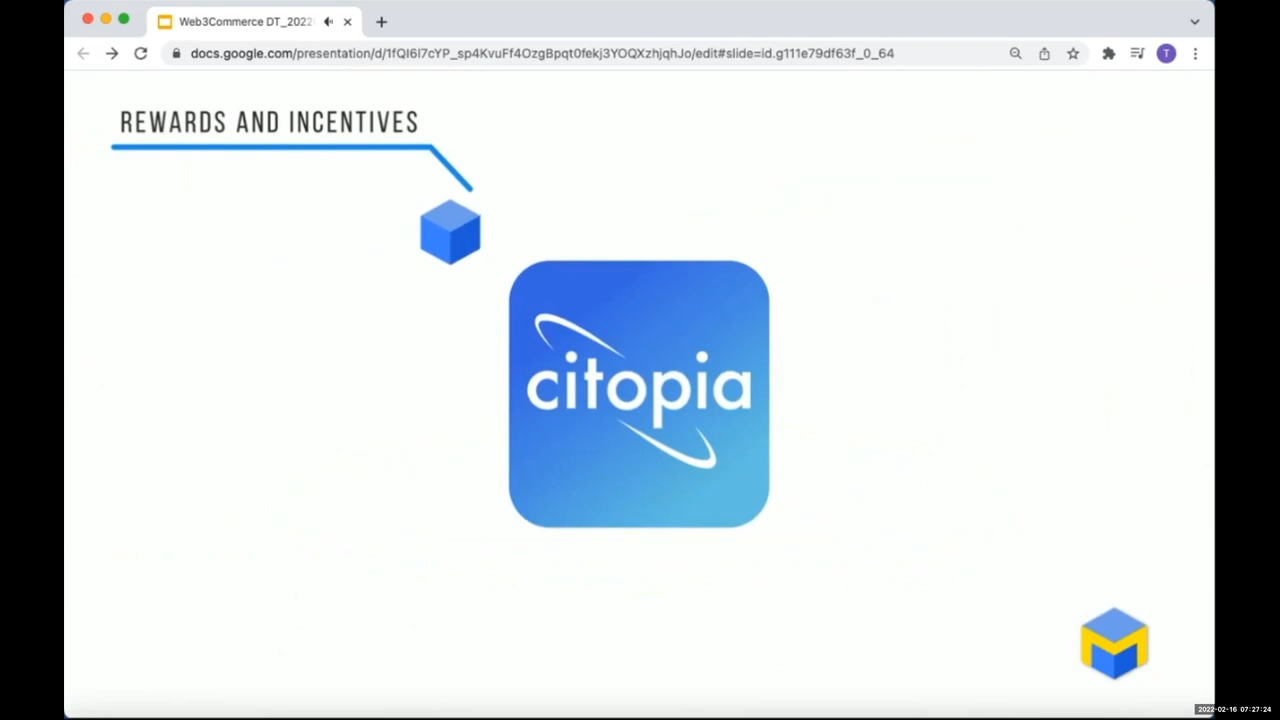 Web3Commerce DT_2022
docs.google.com/presentation/d/1fQI6l7cYP_sp4KvuFf4OzgBpqt0fekj3YOQXzhjqhJo/edit#slide=id.g111e79df63f_0_64
T
REWARDS AND INCENTIVES
citopia
2022-02-16 07:27:24